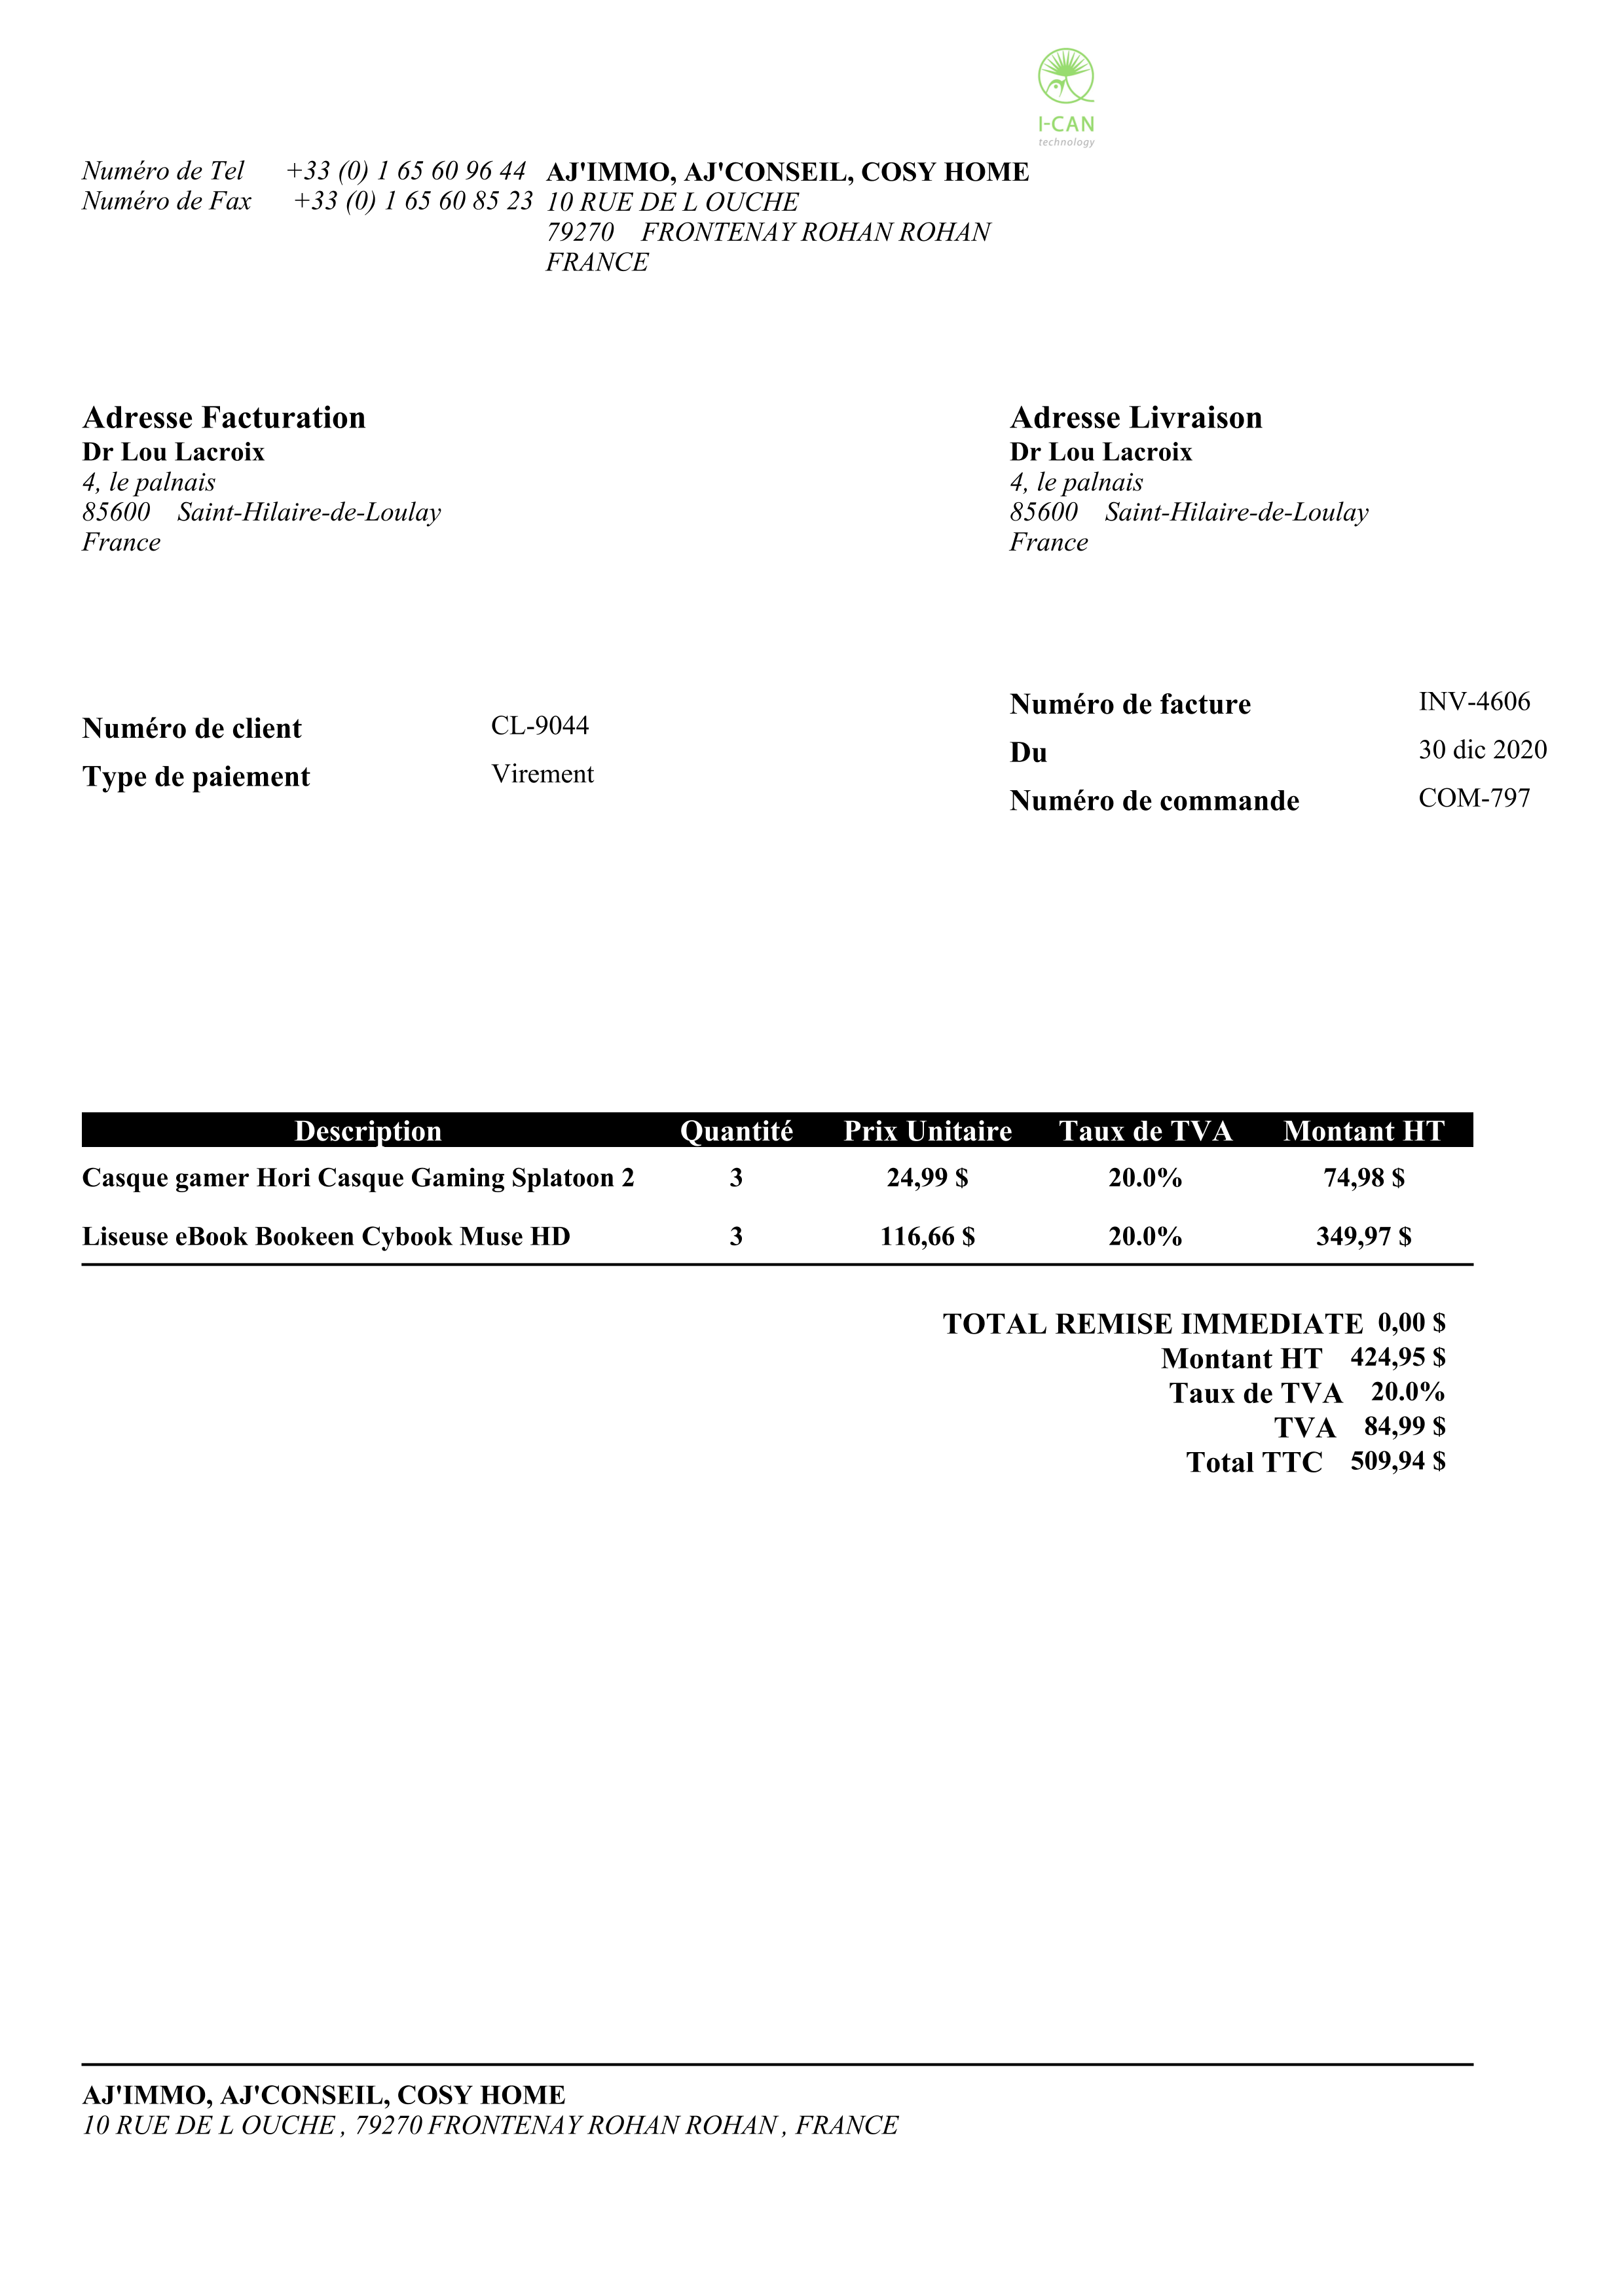 I-CAN
technology
Numéro de Tel +33 (0) 1 65 60 96 44
Numéro de Fax +33 (0) 1 65 60 85 23
AJ'IMMO, AJ'CONSEIL, COSY HOME
10 RUE DE L OUCHE
79270 FRONTENAY ROHAN ROHAN
FRANCE
Adresse Facturation
Dr Lou Lacroix
4, le palnais
85600 Saint-Hilaire-de-Loulay
France
Adresse Livraison
Dr Lou Lacroix
4, le palnais
85600 Saint-Hilaire-de-Loulay
France
Numéro de client CL-9044
Type de paiement Virement
Numéro de facture INV-4606
Du 30 dic 2020
Numéro de commande COM-797
Description Quantité Prix Unitaire Taux de TVA Montant HT
Casque gamer Hori Casque Gaming Splatoon 2 3 24,99 $ 20.0% 74,98 $
Liseuse eBook Bookeen Cybook Muse HD 3 116,66 $ 20.0% 349,97 $
TOTAL REMISE IMMEDIATE 0,00 $
Montant HT 424,95 $
Taux de TVA 20.0%
TVA 84,99 $
Total TTC 509,94 $
AJ'IMMO, AJ'CONSEIL, COSY HOME
10 RUE DE L OUCHE , 79270 FRONTENAY ROHAN ROHAN , FRANCE